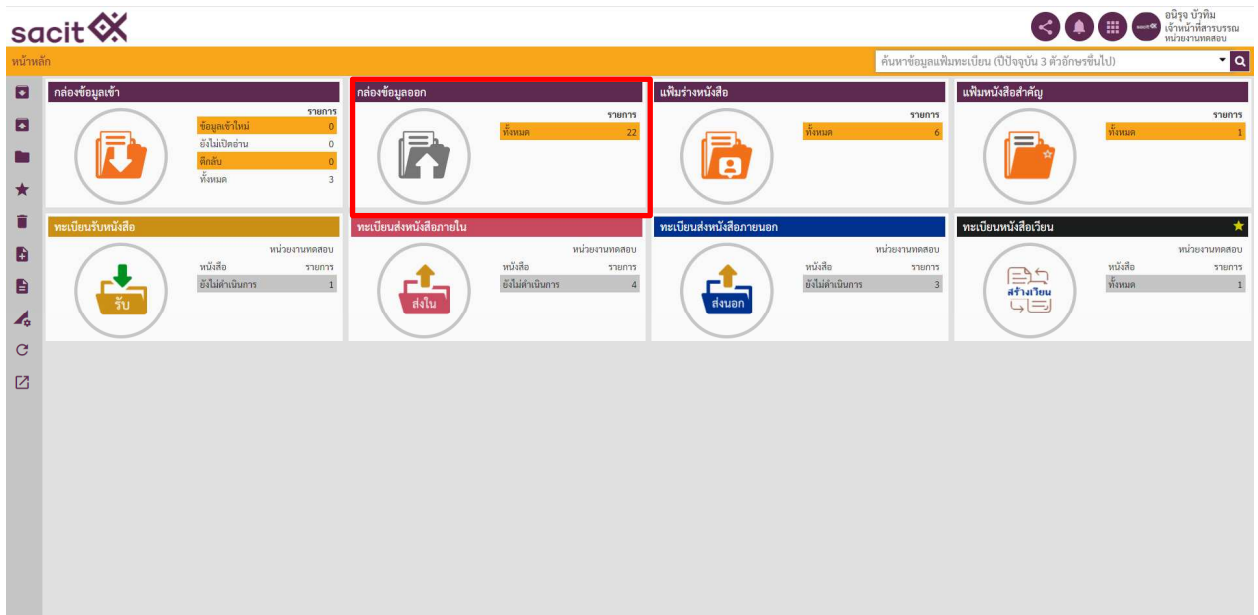 sacit
อนิรุจ บัวทิม
เจ้าหน้าที่สารบรรณ
หน่วยงานทดสอบ
หน้าหลัก
ค้นหาข้อมูลแฟ้มทะเบียน (ปีปัจจุบัน 3 ตัวอักษรขึ้นไป)
กล่องข้อมูลเข้า
รายการ
ข้อมูลเข้าใหม่ 0
ยังไม่เปิดอ่าน 0
ตีกลับ 0
ทั้งหมด 3
กล่องข้อมูลออก
รายการ
ทั้งหมด 22
แฟ้มร่างหนังสือ
รายการ
ทั้งหมด 6
แฟ้มหนังสือสำคัญ
รายการ
ทั้งหมด 1
ทะเบียนรับหนังสือ
หน่วยงานทดสอบ
หนังสือ รายการ
ยังไม่ดำเนินการ 1
รับ
ทะเบียนส่งหนังสือภายใน
หน่วยงานทดสอบ
หนังสือ รายการ
ยังไม่ดำเนินการ 4
ส่งใน
ทะเบียนส่งหนังสือภายนอก
หน่วยงานทดสอบ
หนังสือ รายการ
ยังไม่ดำเนินการ 3
ส่งนอก
ทะเบียนหนังสือเวียน
หน่วยงานทดสอบ
หนังสือ รายการ
ทั้งหมด 1
สร้างเวียน